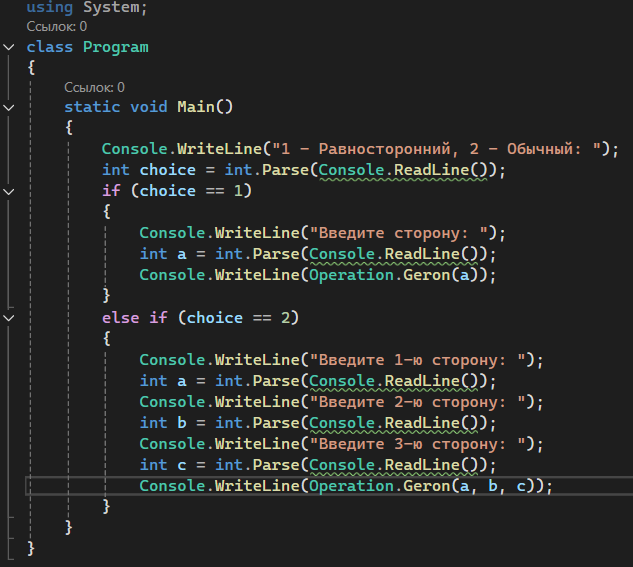 using System;
Ссылок: 0
class Program
{
Ссылок: 0
static void Main()
{
Console.WriteLine("1 - Равносторонний, 2 - Обычный: ");
int choice = int.Parse(Console.ReadLine());
if (choice == 1)
{
Console.WriteLine("Введите сторону: ");
int a = int.Parse(Console.ReadLine());
Console.WriteLine(Operation.Geron(a));
}
else if (choice == 2)
{
Console.WriteLine("Введите 1-ю сторону: ");
int a = int.Parse(Console.ReadLine());
Console.WriteLine("Введите 2-ю сторону: ");
int b = int.Parse(Console.ReadLine());
Console.WriteLine("Введите 3-ю сторону: ");
int c = int.Parse(Console.ReadLine());
Console.WriteLine(Operation.Geron(a, b, c));
}
}
}